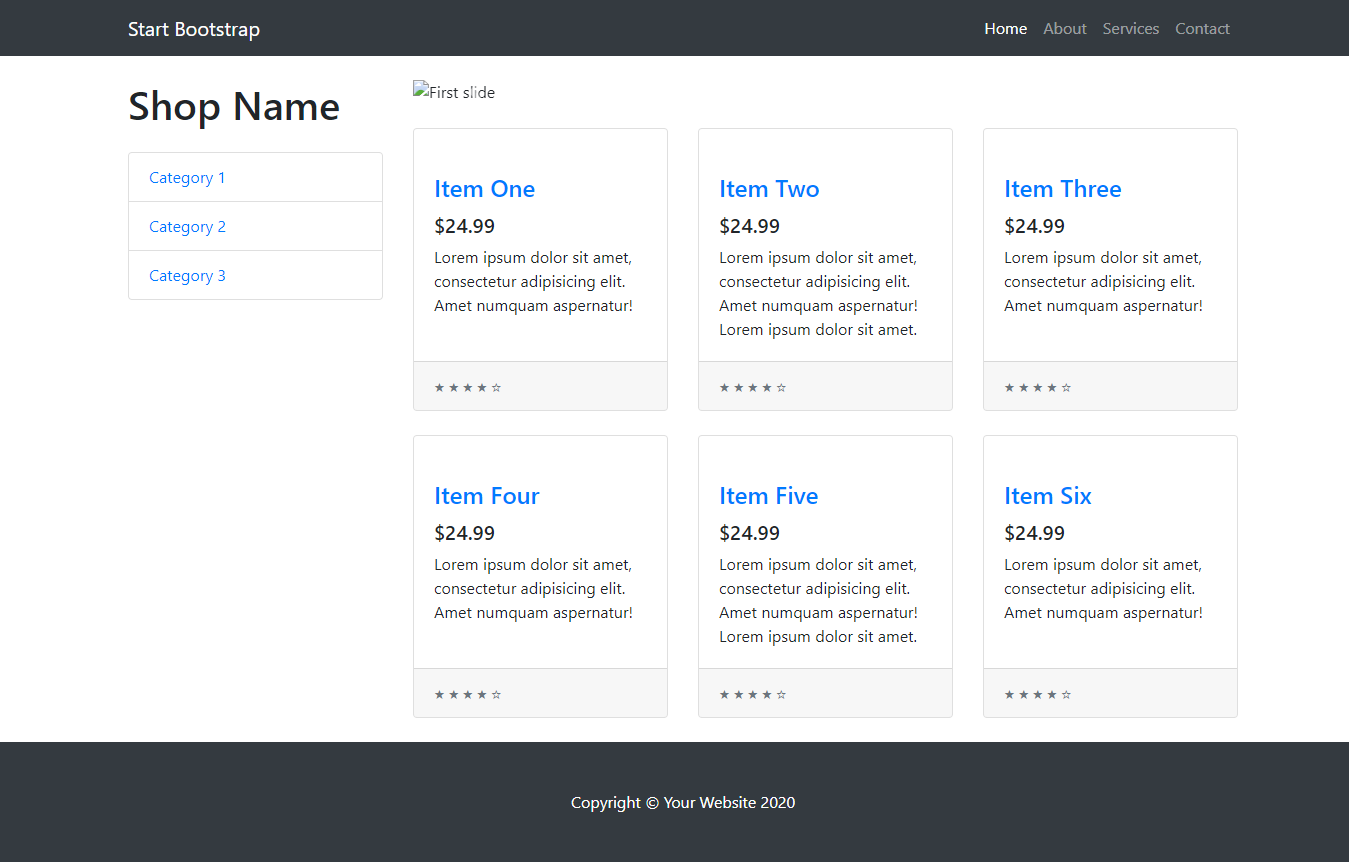 Start Bootstrap
Home About Services Contact
Shop Name
Category 1
Category 2
Category 3
First slide
Item One
$24.99
Lorem ipsum dolor sit amet,
consectetur adipisicing elit.
Amet numquam aspernatur!
★ ★ ★ ★ ☆
Item Two
$24.99
Lorem ipsum dolor sit amet,
consectetur adipisicing elit.
Amet numquam aspernatur!
Lorem ipsum dolor sit amet.
★ ★ ★ ★ ☆
Item Three
$24.99
Lorem ipsum dolor sit amet,
consectetur adipisicing elit.
Amet numquam aspernatur!
★ ★ ★ ★ ☆
Item Four
$24.99
Lorem ipsum dolor sit amet,
consectetur adipisicing elit.
Amet numquam aspernatur!
★ ★ ★ ★ ☆
Item Five
$24.99
Lorem ipsum dolor sit amet,
consectetur adipisicing elit.
Amet numquam aspernatur!
Lorem ipsum dolor sit amet.
★ ★ ★ ★ ☆
Item Six
$24.99
Lorem ipsum dolor sit amet,
consectetur adipisicing elit.
Amet numquam aspernatur!
★ ★ ★ ★ ☆
Copyright © Your Website 2020